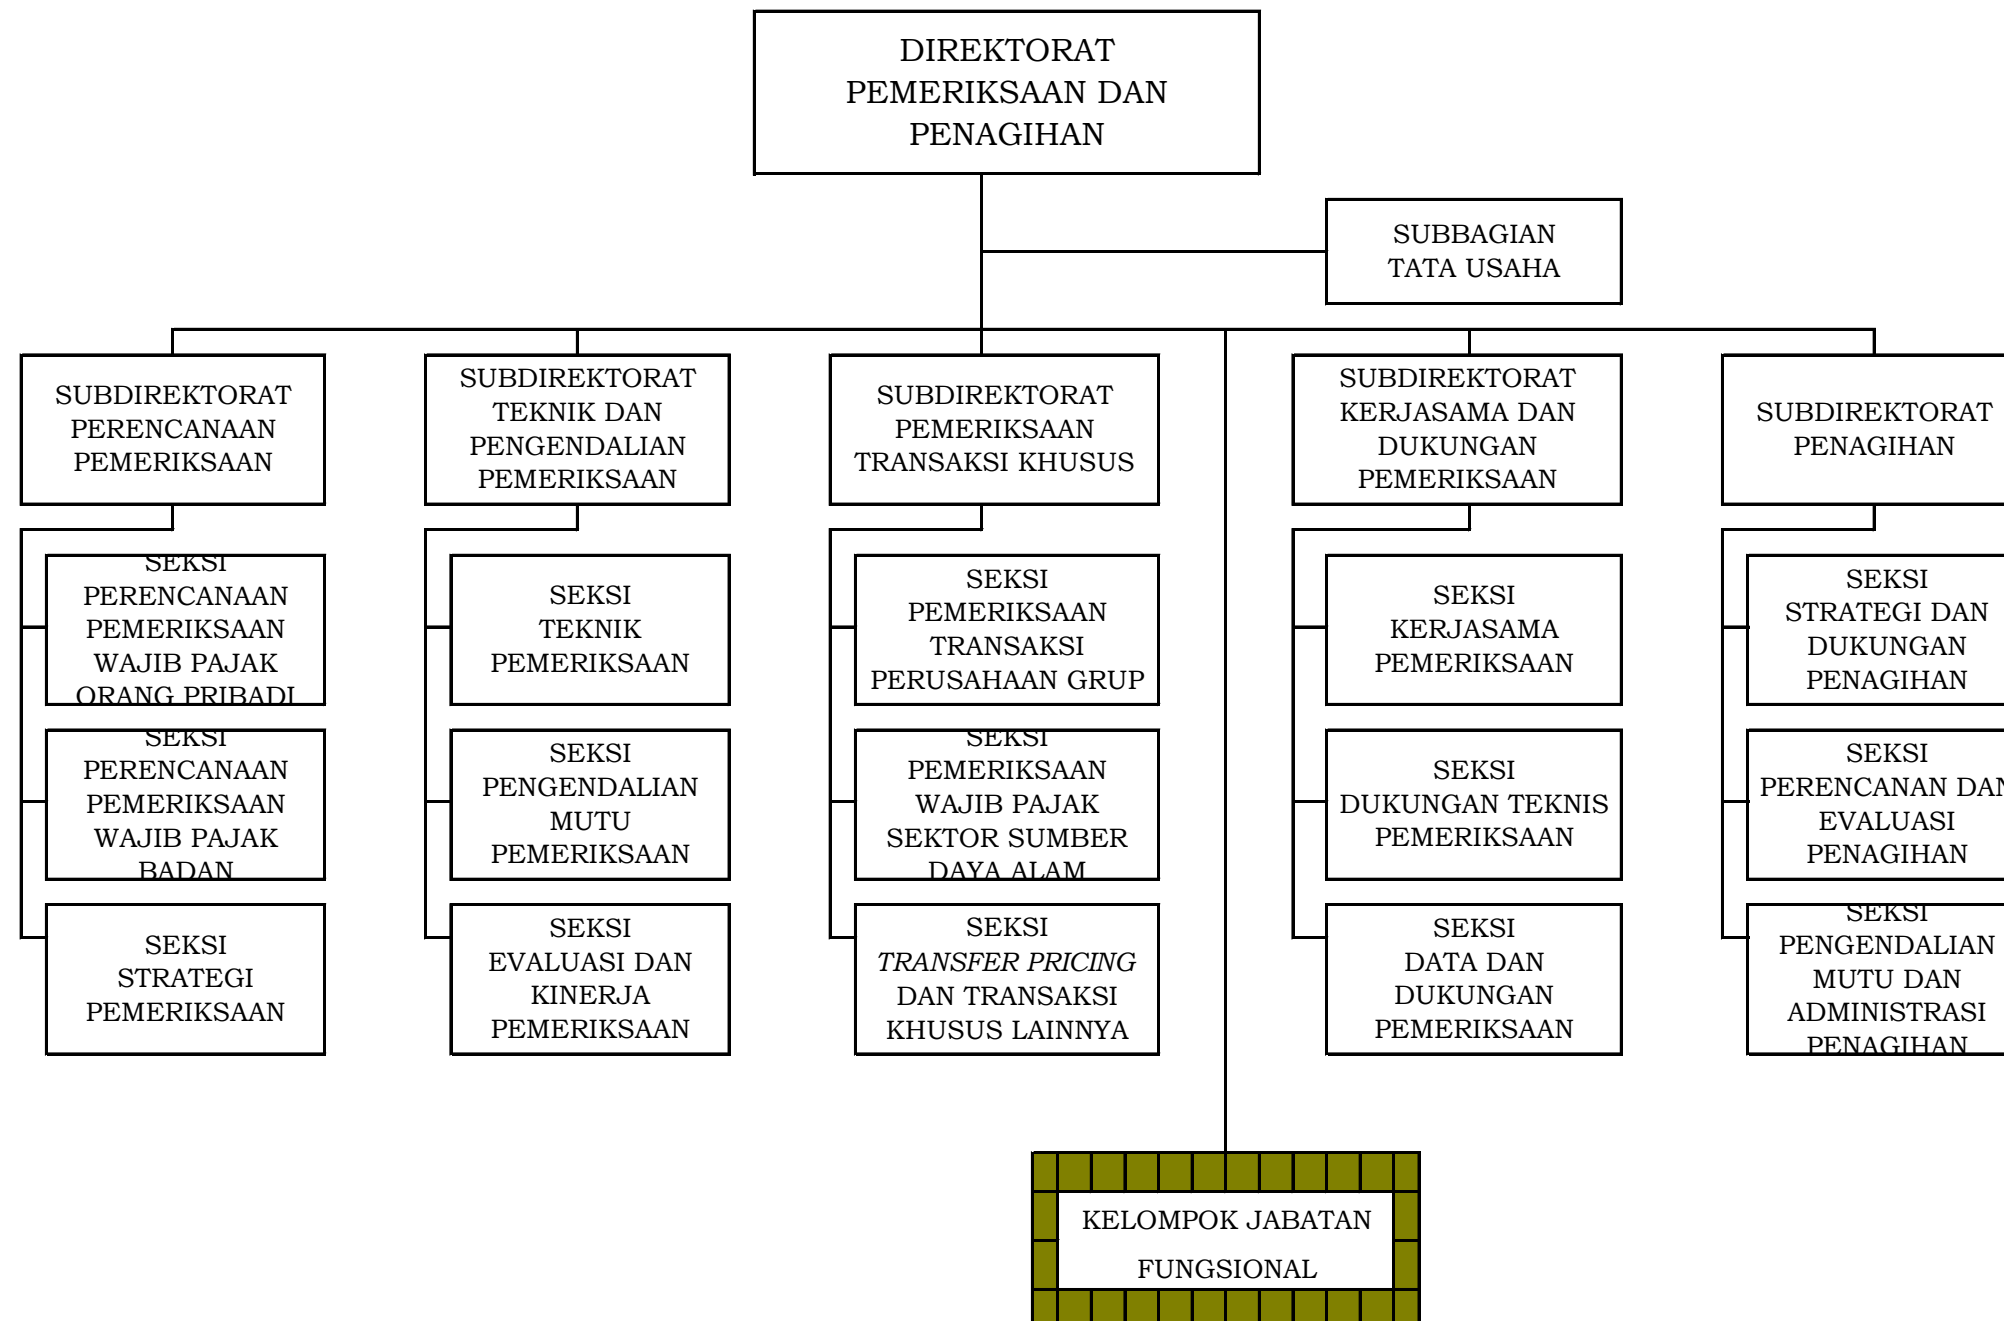 DIREKTORAT
PEMERIKSAAN DAN
PENAGIHAN
SUBBAGIAN
TATA USAHA
SUBDIREKTORAT
PERENCANAAN
PEMERIKSAAN
SUBDIREKTORAT
TEKNIK DAN
PENGENDALIAN
PEMERIKSAAN
SUBDIREKTORAT
PEMERIKSAAN
TRANSAKSI KHUSUS
SUBDIREKTORAT
KERJASAMA DAN
DUKUNGAN
PEMERIKSAAN
SUBDIREKTORAT
PENAGIHAN
SEKSI
PERENCANAAN
PEMERIKSAAN
WAJIB PAJAK
ORANG PRIBADI
SEKSI
TEKNIK
PEMERIKSAAN
SEKSI
PEMERIKSAAN
TRANSAKSI
PERUSAHAAN GRUP
SEKSI
KERJASAMA
PEMERIKSAAN
SEKSI
STRATEGI DAN
DUKUNGAN
PENAGIHAN
SEKSI
PERENCANAAN
PEMERIKSAAN
WAJIB PAJAK
BADAN
SEKSI
PENGENDALIAN
MUTU
PEMERIKSAAN
SEKSI
PEMERIKSAAN
WAJIB PAJAK
SEKTOR SUMBER
DAYA ALAM
SEKSI
DUKUNGAN TEKNIS
PEMERIKSAAN
SEKSI
PERENCANAN DAN
EVALUASI
PENAGIHAN
SEKSI
STRATEGI
PEMERIKSAAN
SEKSI
EVALUASI DAN
KINERJA
PEMERIKSAAN
SEKSI
TRANSFER PRICING
DAN TRANSAKSI
KHUSUS LAINNYA
SEKSI
DATA DAN
DUKUNGAN
PEMERIKSAAN
SEKSI
PENGENDALIAN
MUTU DAN
ADMINISTRASI
PENAGIHAN
KELOMPOK JABATAN
FUNGSIONAL